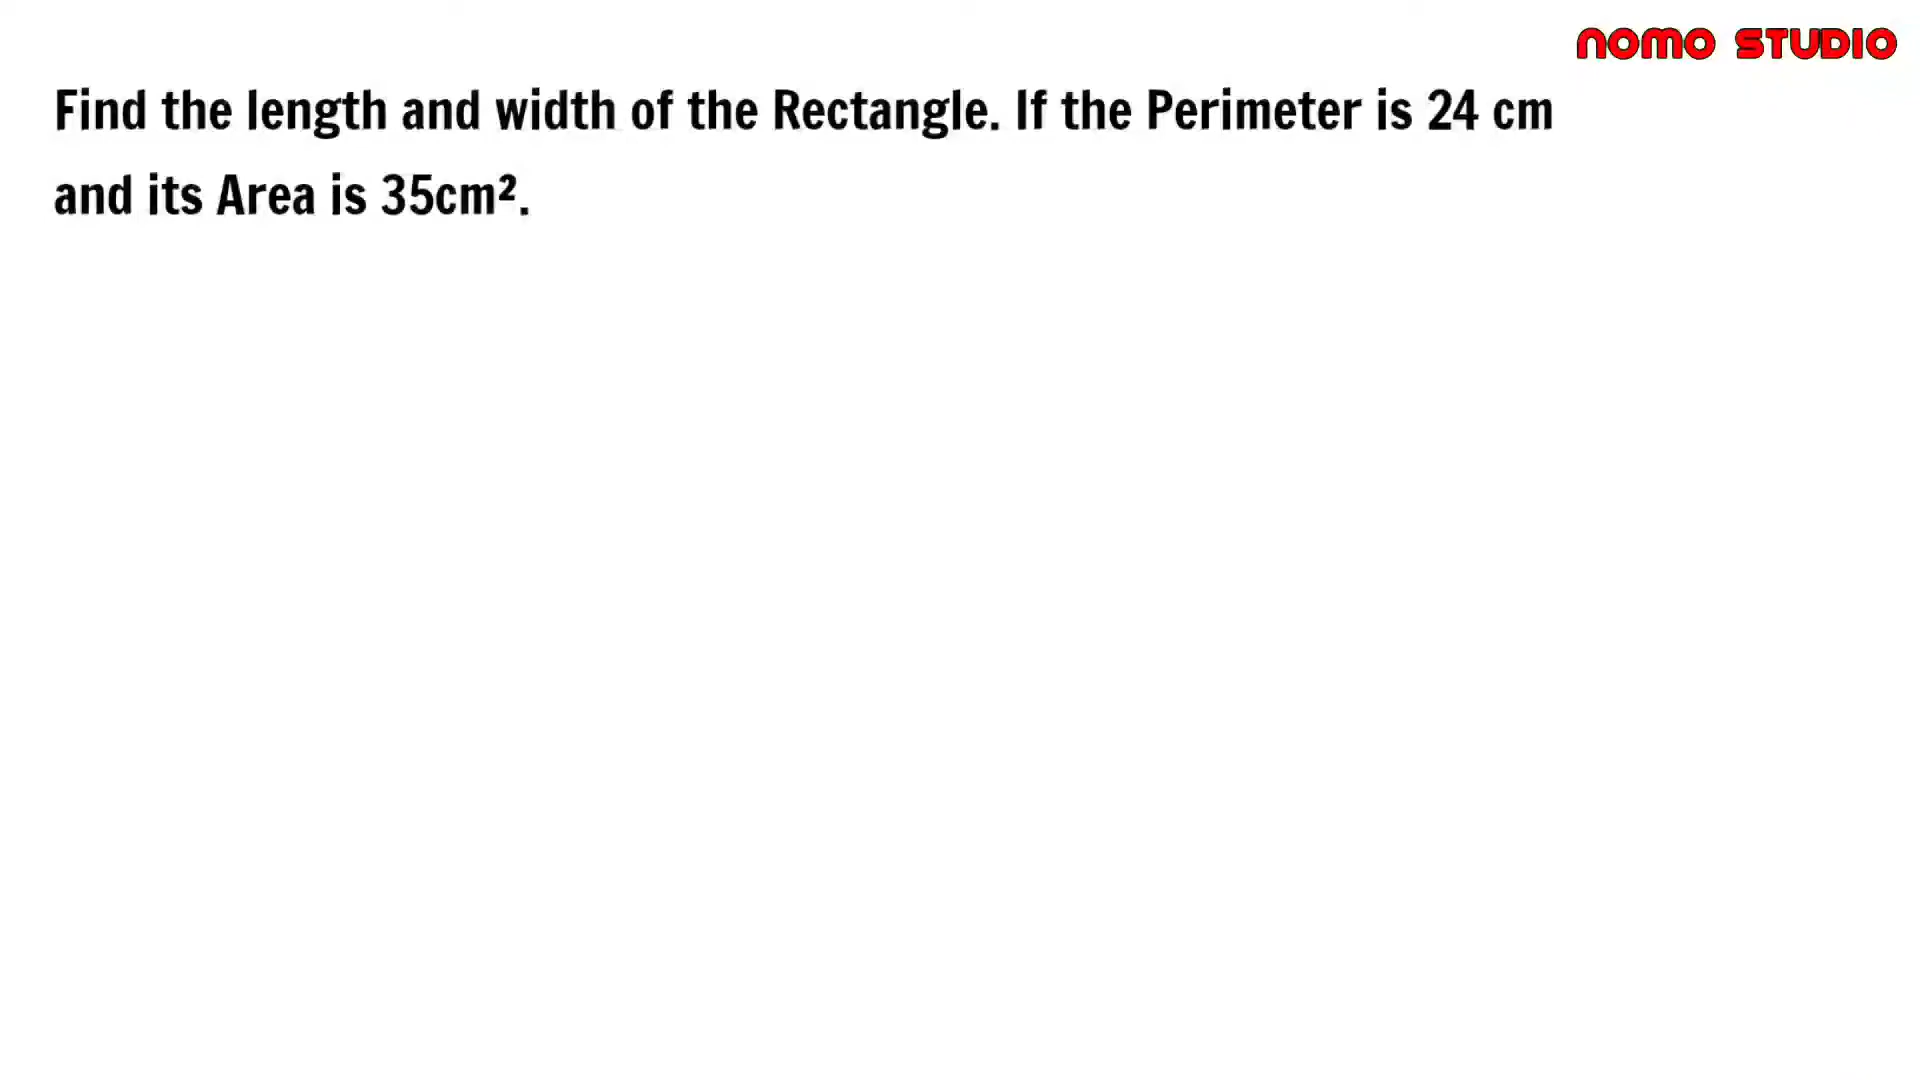 NOMO STUDIO
Find the length and width of the Rectangle. If the Perimeter is 24 cm
and its Area is 35cm².